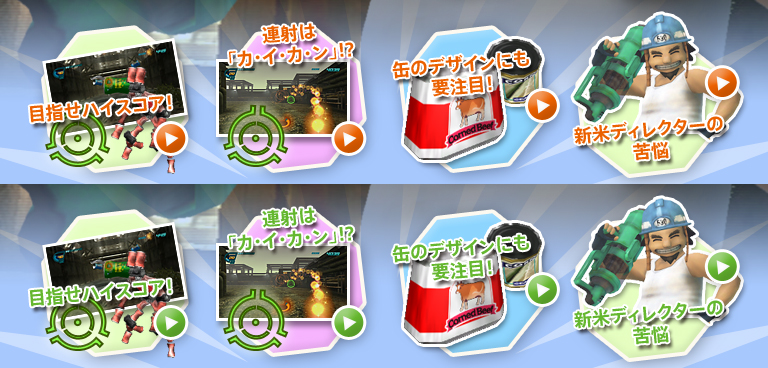 目指せハイスコア!
連射は
「カ・イ・カ・ン」!?
缶のデザインにも
要注目!
Corned Beef
新米ディレクターの
苦悩
目指せハイスコア!
連射は
「カ・イ・カ・ン」!?
缶のデザインにも
要注目!
Corned Beef
新米ディレクターの
苦悩